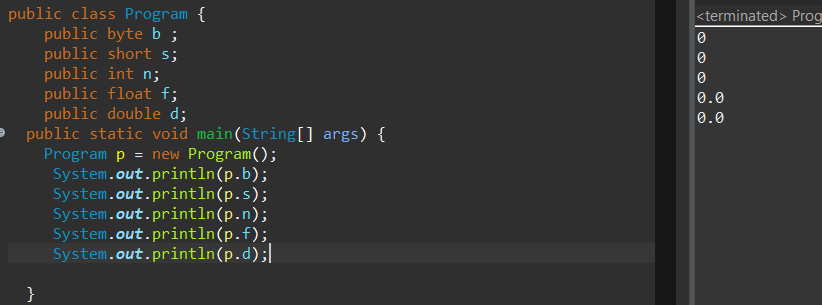 public class Program {
public byte b ;
public short s;
public int n;
public float f;
public double d;
public static void main(String[] args) {
Program p = new Program();
System.out.println(p.b);
System.out.println(p.s);
System.out.println(p.n);
System.out.println(p.f);
System.out.println(p.d);
}
<terminated> Prog
0
0
0
0.0
0.0